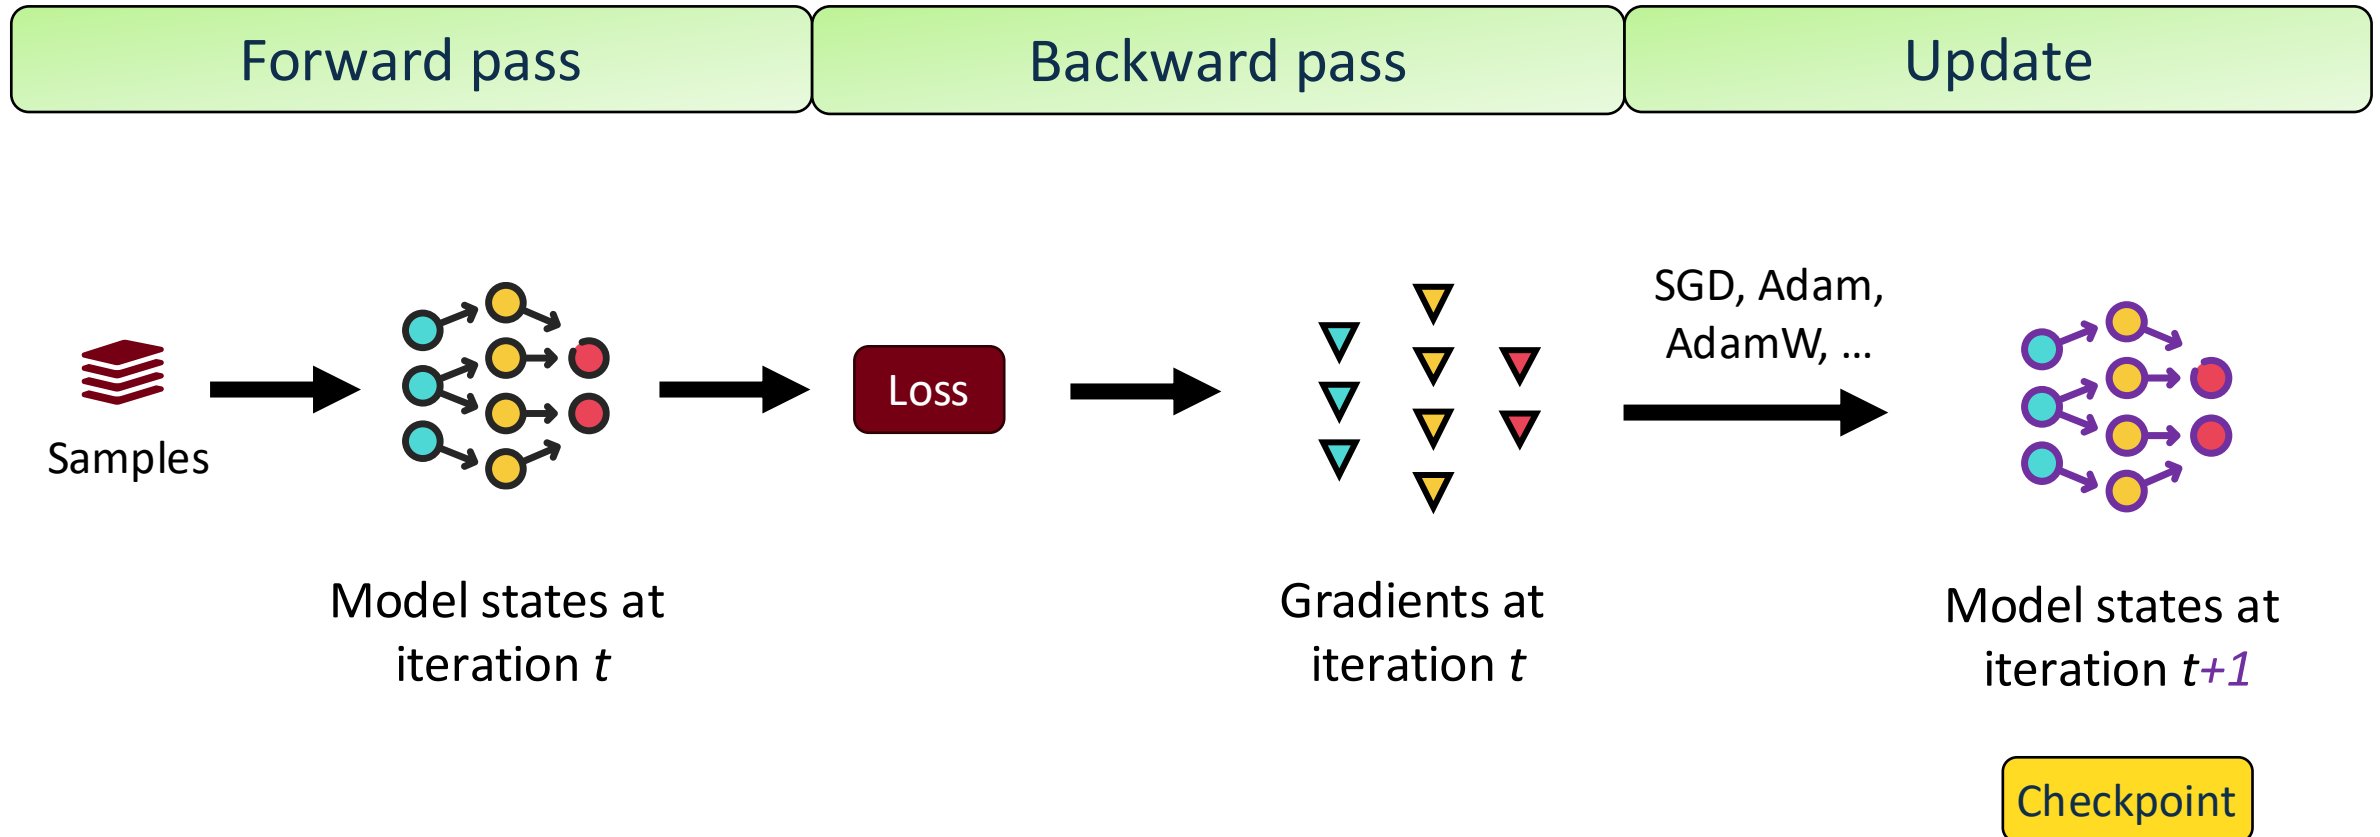 Forward pass
Backward pass
Update
Samples
Model states at
iteration t
Loss
Gradients at
iteration t
SGD, Adam,
AdamW, ...
Model states at
iteration t+1
Checkpoint